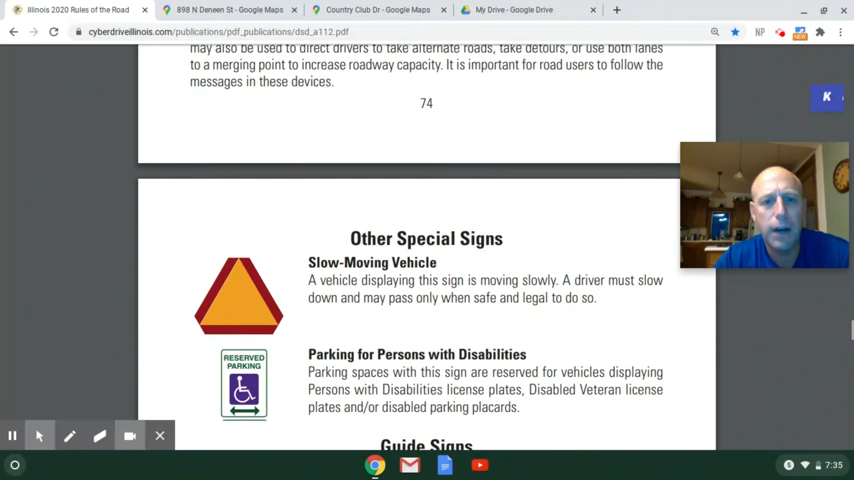 Illinois 2020 Rules of the Road
898 N Deneen St - Google Maps
Country Club Dr - Google Maps
My Drive - Google Drive
cyberdriveillinois.com/publications/pdf_publications/dsd_a112.pdf
NP
NEW
may also be used to direct drivers to take alternate roads, take detours, or use both lanes
to a merging point to increase roadway capacity. It is important for road users to follow the
messages in these devices.
74
K
Other Special Signs
Slow-Moving Vehicle
A vehicle displaying this sign is moving slowly. A driver must slow
down and may pass only when safe and legal to do so.
RESERVED
PARKING
Parking for Persons with Disabilities
Parking spaces with this sign are reserved for vehicles displaying
Persons with Disabilities license plates, Disabled Veteran license
plates and/or disabled parking placards.
Guide Signs
7:35